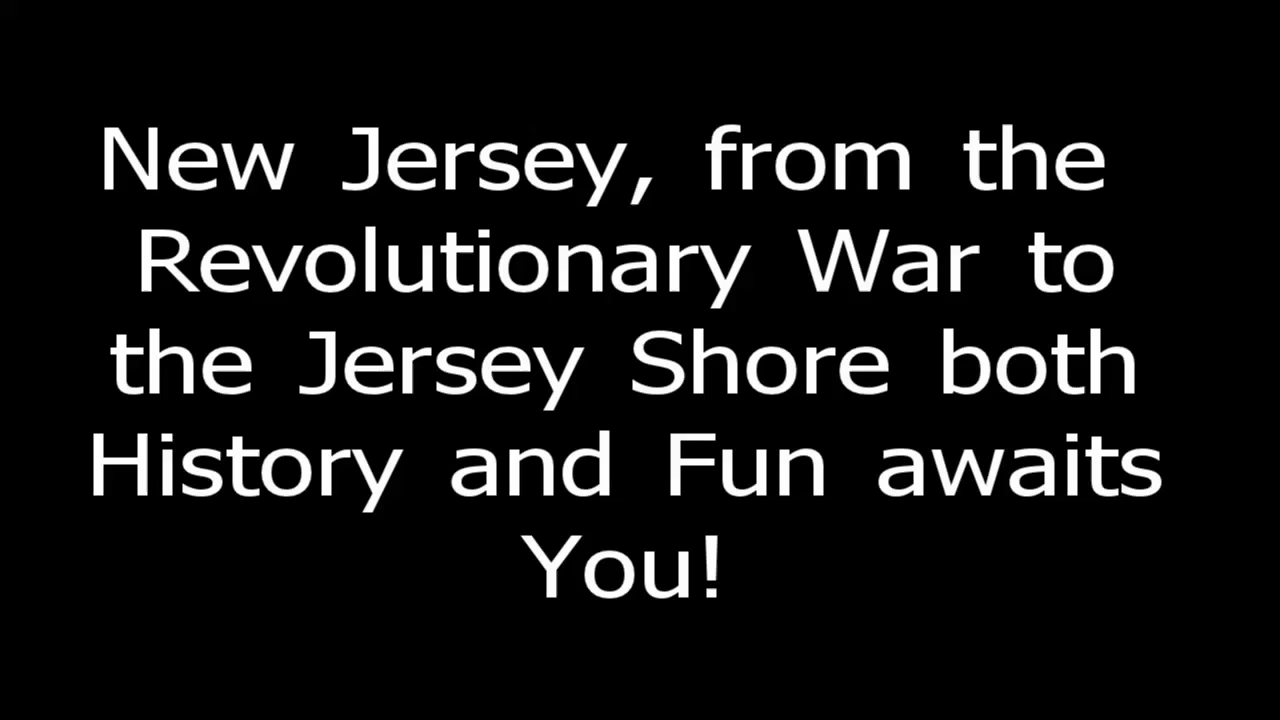 New Jersey, from the
Revolutionary War to
the Jersey Shore both
History and Fun awaits
You!